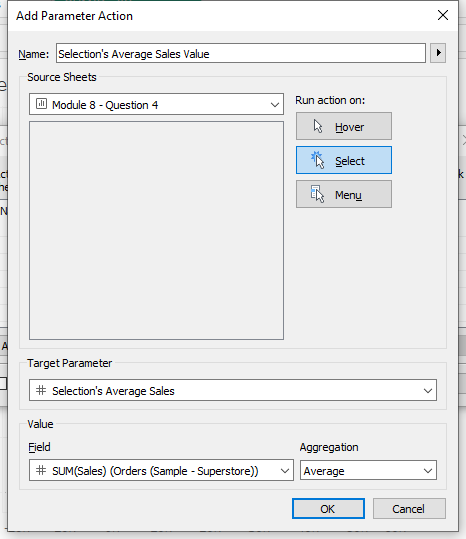 Add Parameter Action
Name: Selection's Average Sales Value
Source Sheets
Module 8 - Question 4
Run action on:
Hover
Select
Menu
Target Parameter
Selection's Average Sales
Value
Field
Aggregation
SUM(Sales) (Orders (Sample - Superstore))
Average
OK
Cancel